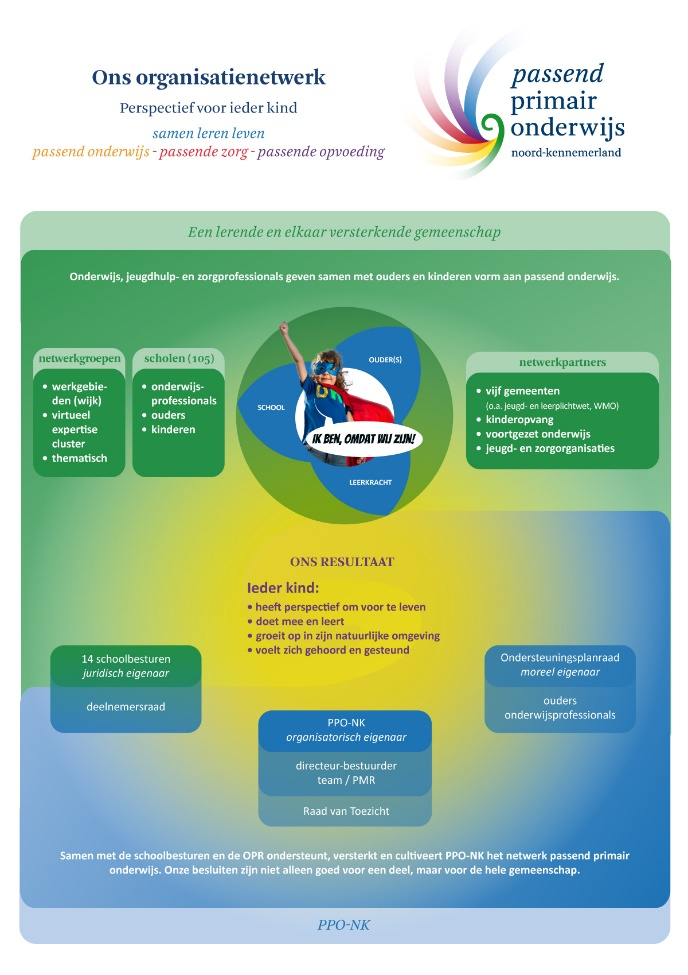 Ons organisatienetwerk
Perspectief voor ieder kind
samen leren leven
passend onderwijs - passende zorg - passende opvoeding
passend
primair
onderwijs
noord-kennemerland
Een lerende en elkaar versterkende gemeenschap
Onderwijs, jeugdhulp- en zorgprofessionals geven samen met ouders en kinderen vorm aan passend onderwijs.
netwerkgroepen
• werkgebie-
den (wijk)
• virtueel
expertise
cluster
• thematisch
scholen (105)
• onderwijs-
professionals
• ouders
• kinderen
OUDER(S)
SCHOOL
IK BEN, OMDAT WIJ ZIJN!
LEERKRACHT
netwerkpartners
• vijf gemeenten
(o.a. jeugd- en leerplichtwet, WMO)
• kinderopvang
• voortgezet onderwijs
• jeugd- en zorgorganisaties
ONS RESULTAAT
Ieder kind:
• heeft perspectief om voor te leven
• doet mee en leert
• groeit op in zijn natuurlijke omgeving
• voelt zich gehoord en gesteund
14 schoolbesturen
juridisch eigenaar
deelnemersraad
PPO-NK
organisatorisch eigenaar
directeur-bestuurder
team / PMR
Raad van Toezicht
Ondersteuningsplanraad
moreel eigenaar
ouders
onderwijsprofessionals
Samen met de schoolbesturen en de OPR ondersteunt, versterkt en cultiveert PPO-NK het netwerk passend primair
onderwijs. Onze besluiten zijn niet alleen goed voor een deel, maar voor de hele gemeenschap.
PPO-NK